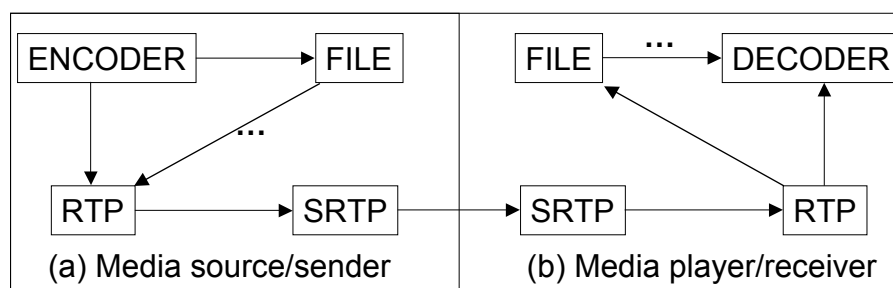 ENCODER FILE FILE ... DECODER
...
RTP SRTP SRTP RTP
(a) Media source/sender (b) Media player/receiver